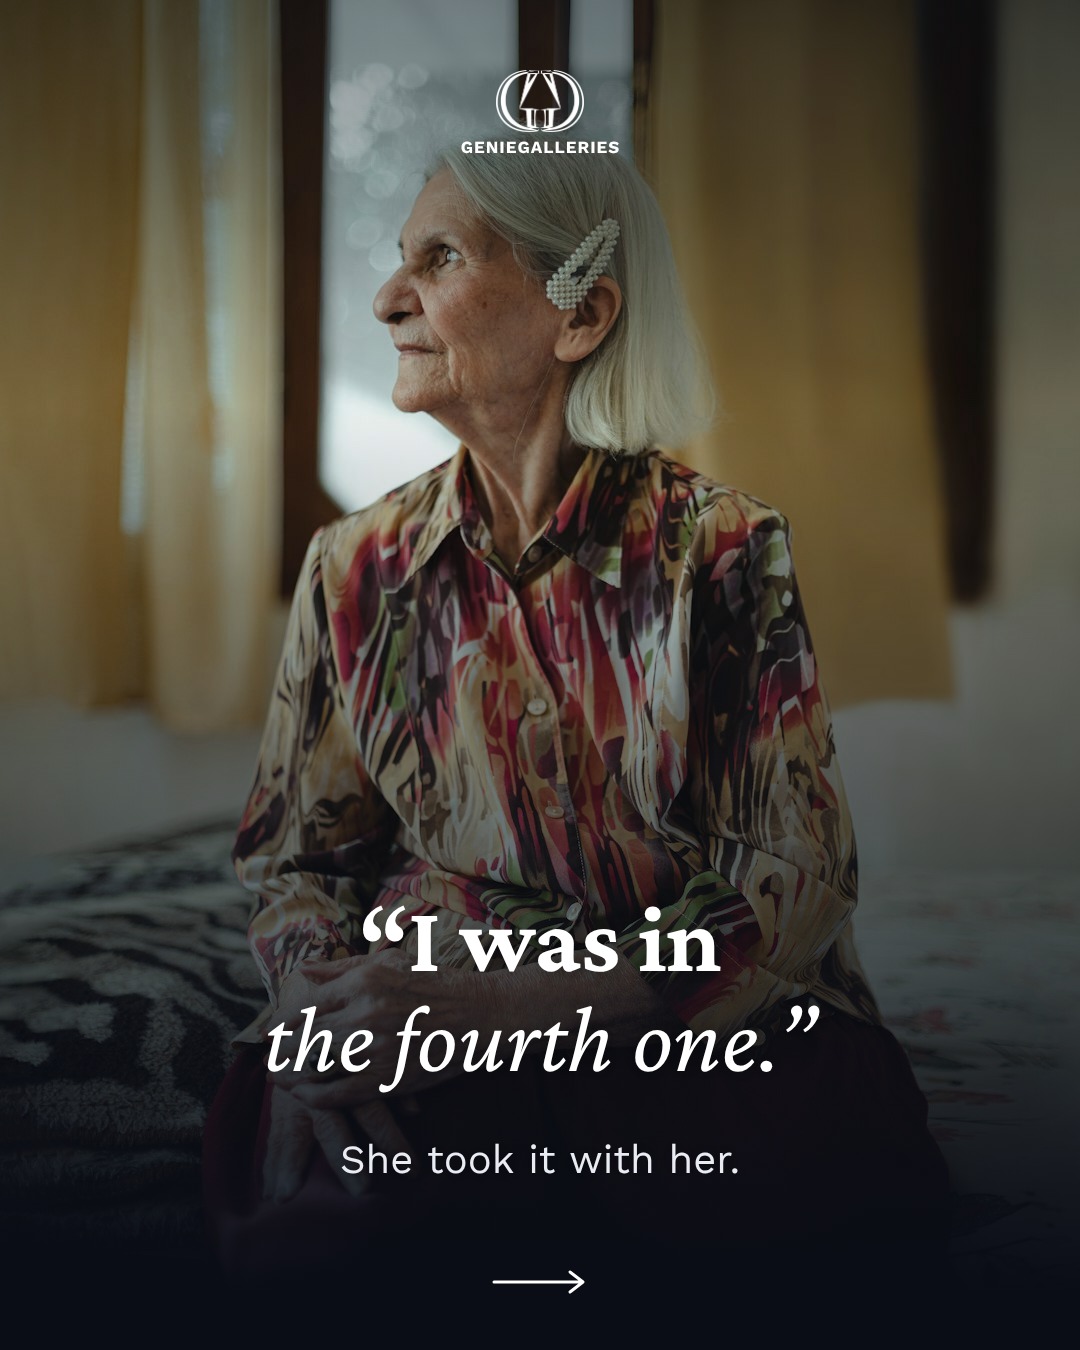 GENIEGALLERIES
“I was in
the fourth one.”
She took it with her.